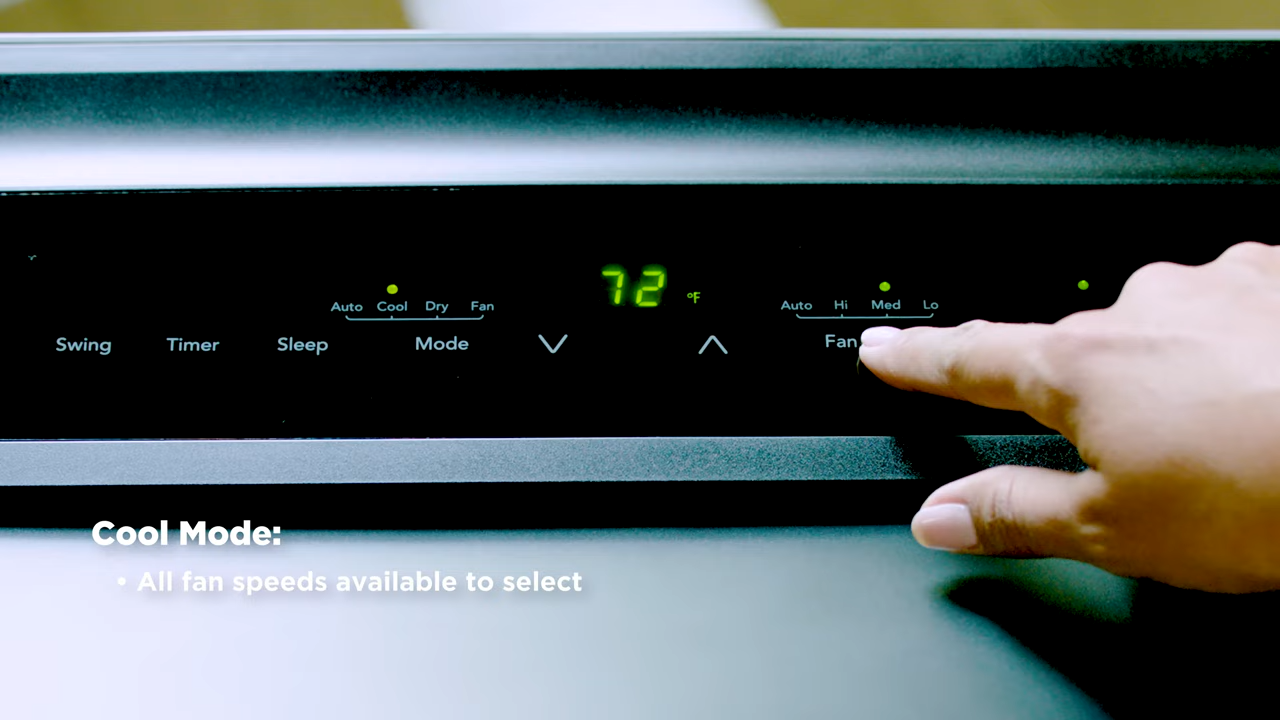 72 °F
Auto Cool Dry Fan
Auto Hi Med Lo
Swing Timer Sleep Mode Fan
Cool Mode:
• All fan speeds available to select